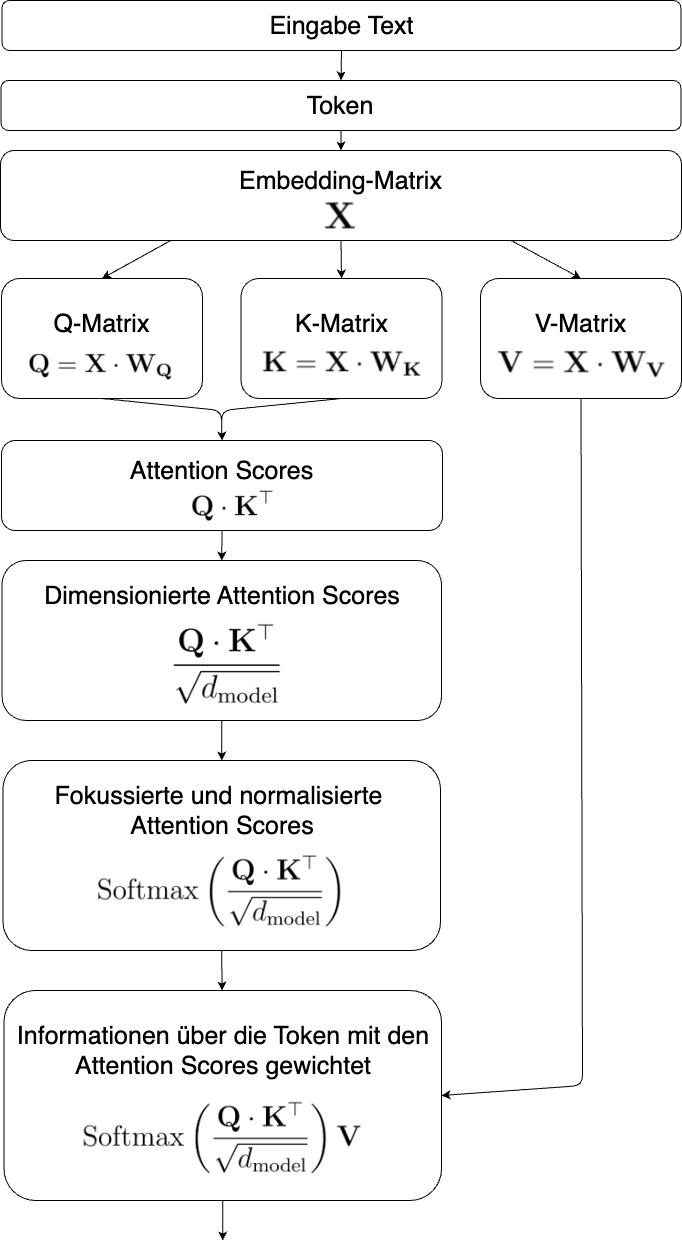 Eingabe Text
Token
Embedding-Matrix
X
Q-Matrix
Q = X · W_Q
K-Matrix
K = X · W_K
V-Matrix
V = X · W_V
Attention Scores
Q · K^⊤
Dimensionierte Attention Scores
Q · K^⊤
√d_model
Fokussierte und normalisierte
Attention Scores
Softmax (Q · K^⊤ / √d_model)
Informationen über die Token mit den
Attention Scores gewichtet
Softmax (Q · K^⊤ / √d_model) V